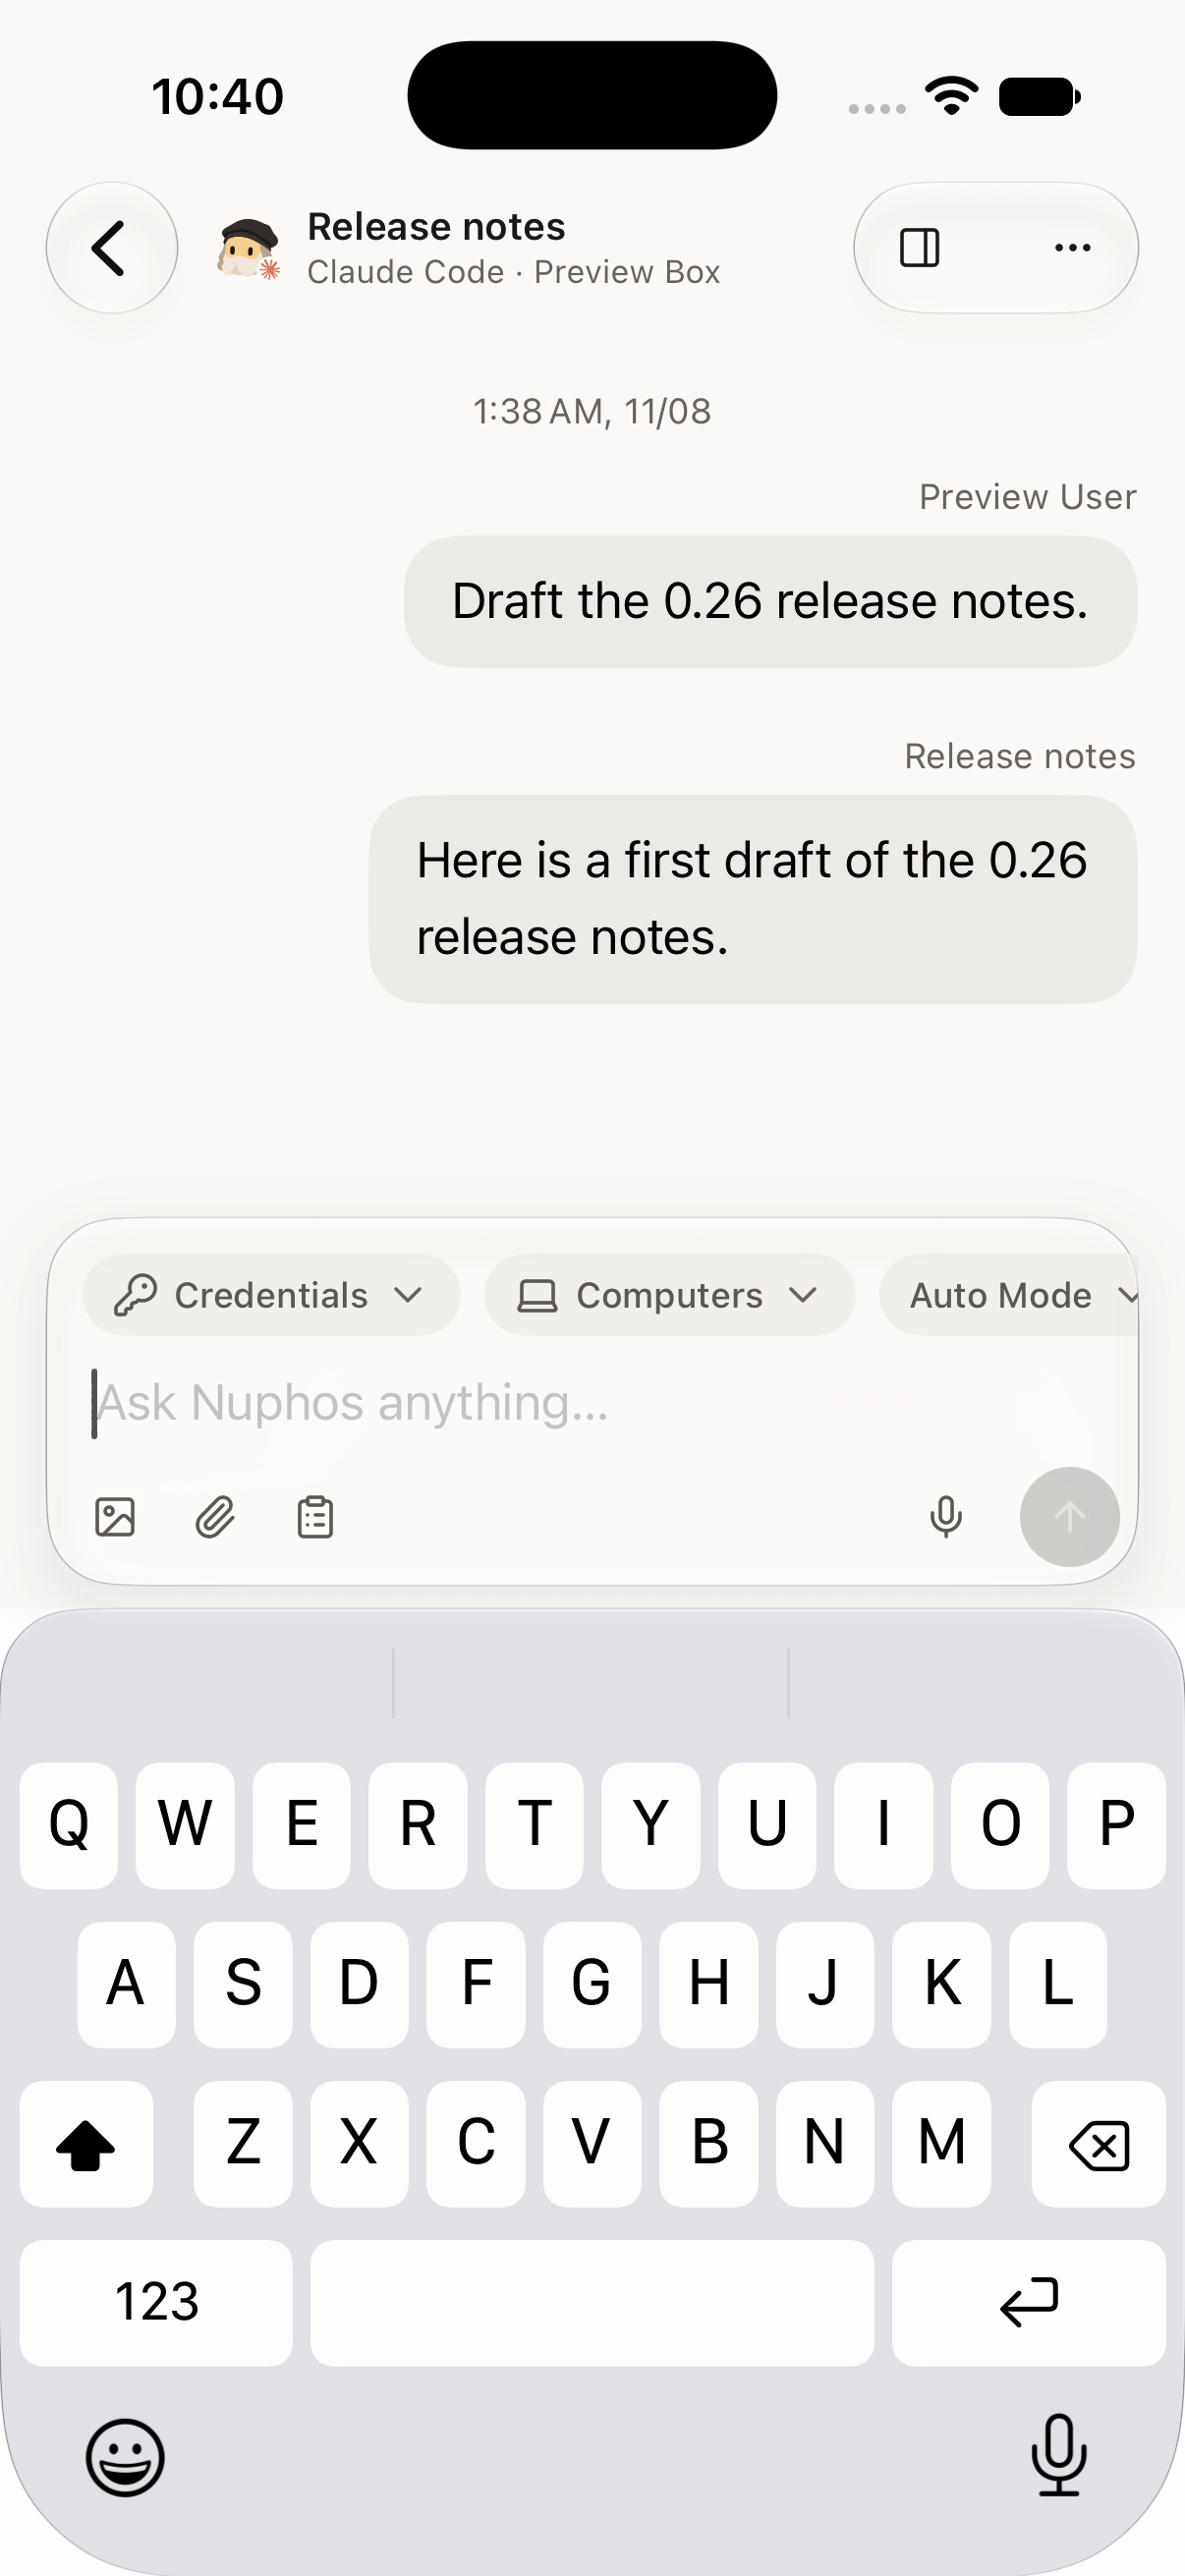 10:40
Release notes
Claude Code · Preview Box
1:38 AM, 11/08
Preview User
Draft the 0.26 release notes.
Release notes
Here is a first draft of the 0.26
release notes.
Credentials
Computers
Auto Mode
Ask Nuphos anything...
Q W E R T Y U I O P
A S D F G H J K L
Z X C V B N M
123